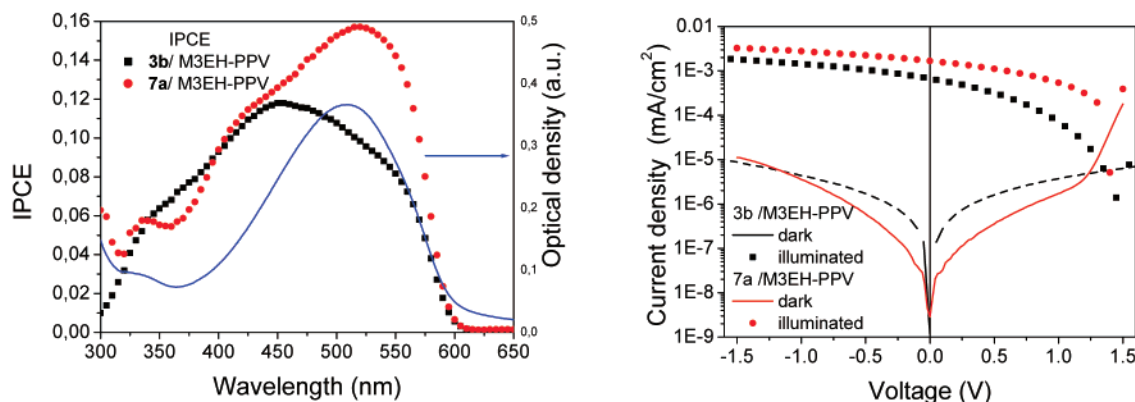 0,16
0,14
0,12
0,10
0,08
0,06
0,04
0,02
0,00
IPCE
IPCE
3b/ M3EH-PPV
7a/ M3EH-PPV
0,5
0,4
0,3
0,2
0,1
0,0
Optical density (a.u.)
300 350 400 450 500 550 600 650
Wavelength (nm)
0.01
1E-3
1E-4
1E-5
1E-6
1E-7
1E-8
1E-9
Current density (mA/cm²)
3b /M3EH-PPV
dark
illuminated
7a /M3EH-PPV
dark
illuminated
-1.5 -1.0 -0.5 0.0 0.5 1.0 1.5
Voltage (V)